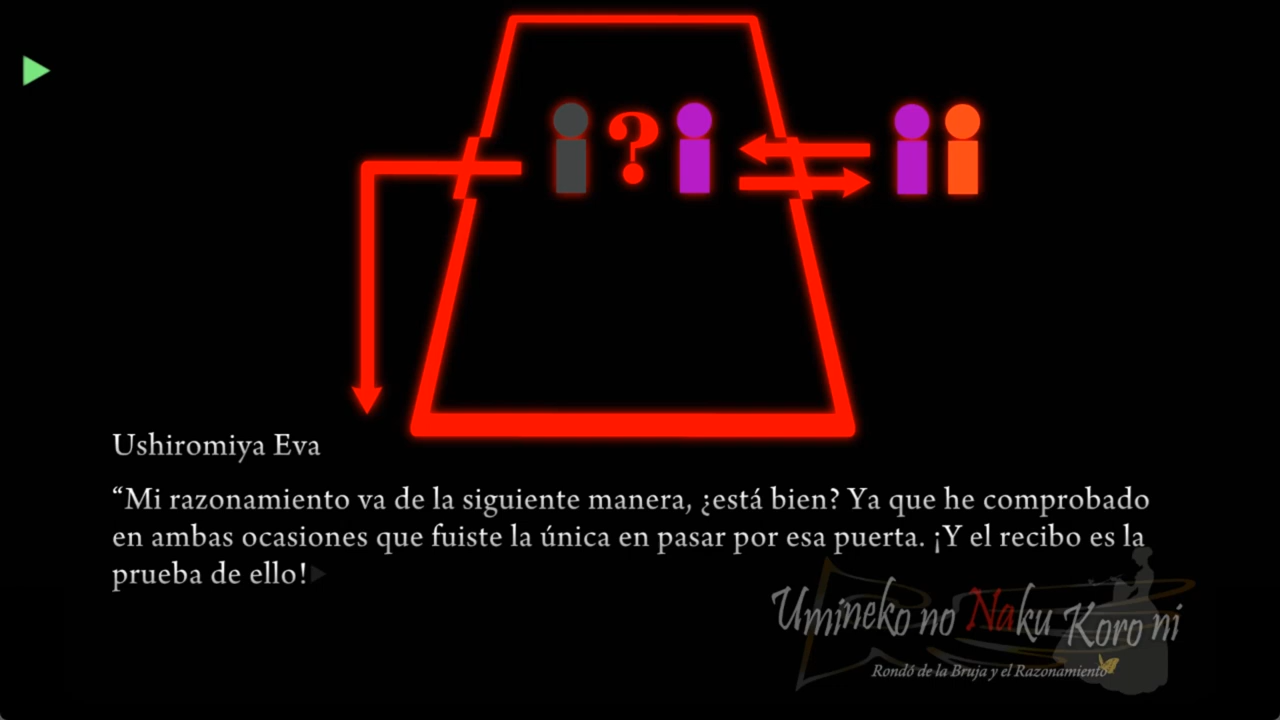 ?
Ushiromiya Eva
“Mi razonamiento va de la siguiente manera, ¿está bien? Ya que he comprobado
en ambas ocasiones que fuiste la única en pasar por esa puerta. ¡Y el recibo es la
prueba de ello!
Umineko no Naku Koro ni
Rondó de la Bruja y el Razonamiento